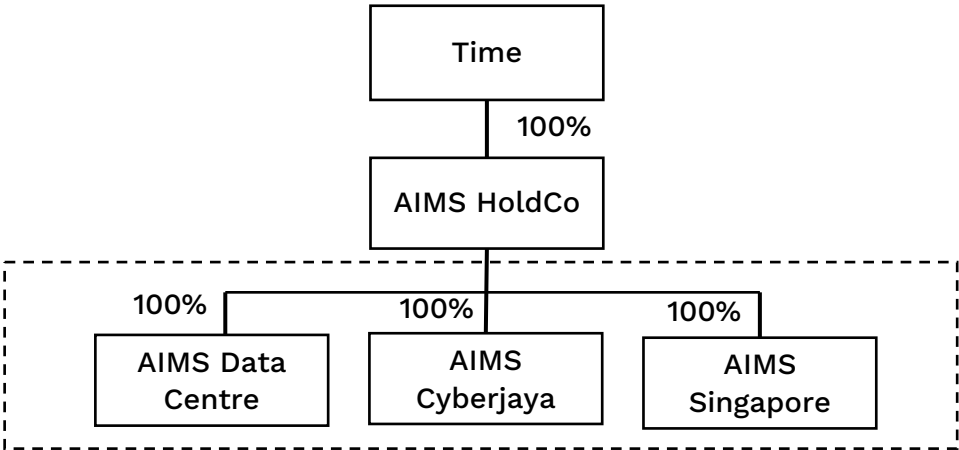 Time
100%
AIMS HoldCo
100%
100%
100%
AIMS Data
Centre
AIMS
Cyberjaya
AIMS
Singapore